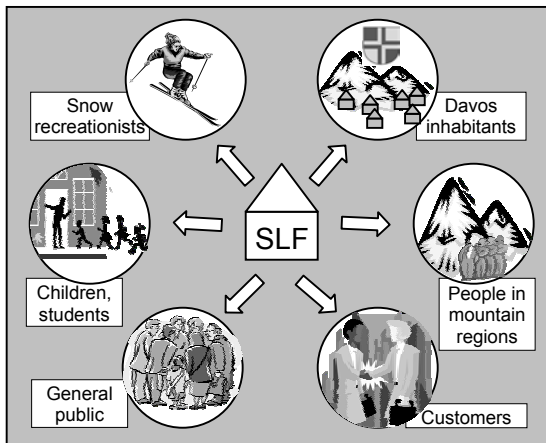 Snow
recreationists
Davos
inhabitants
SLF
Children,
students
People in
mountain
regions
General
public
Customers